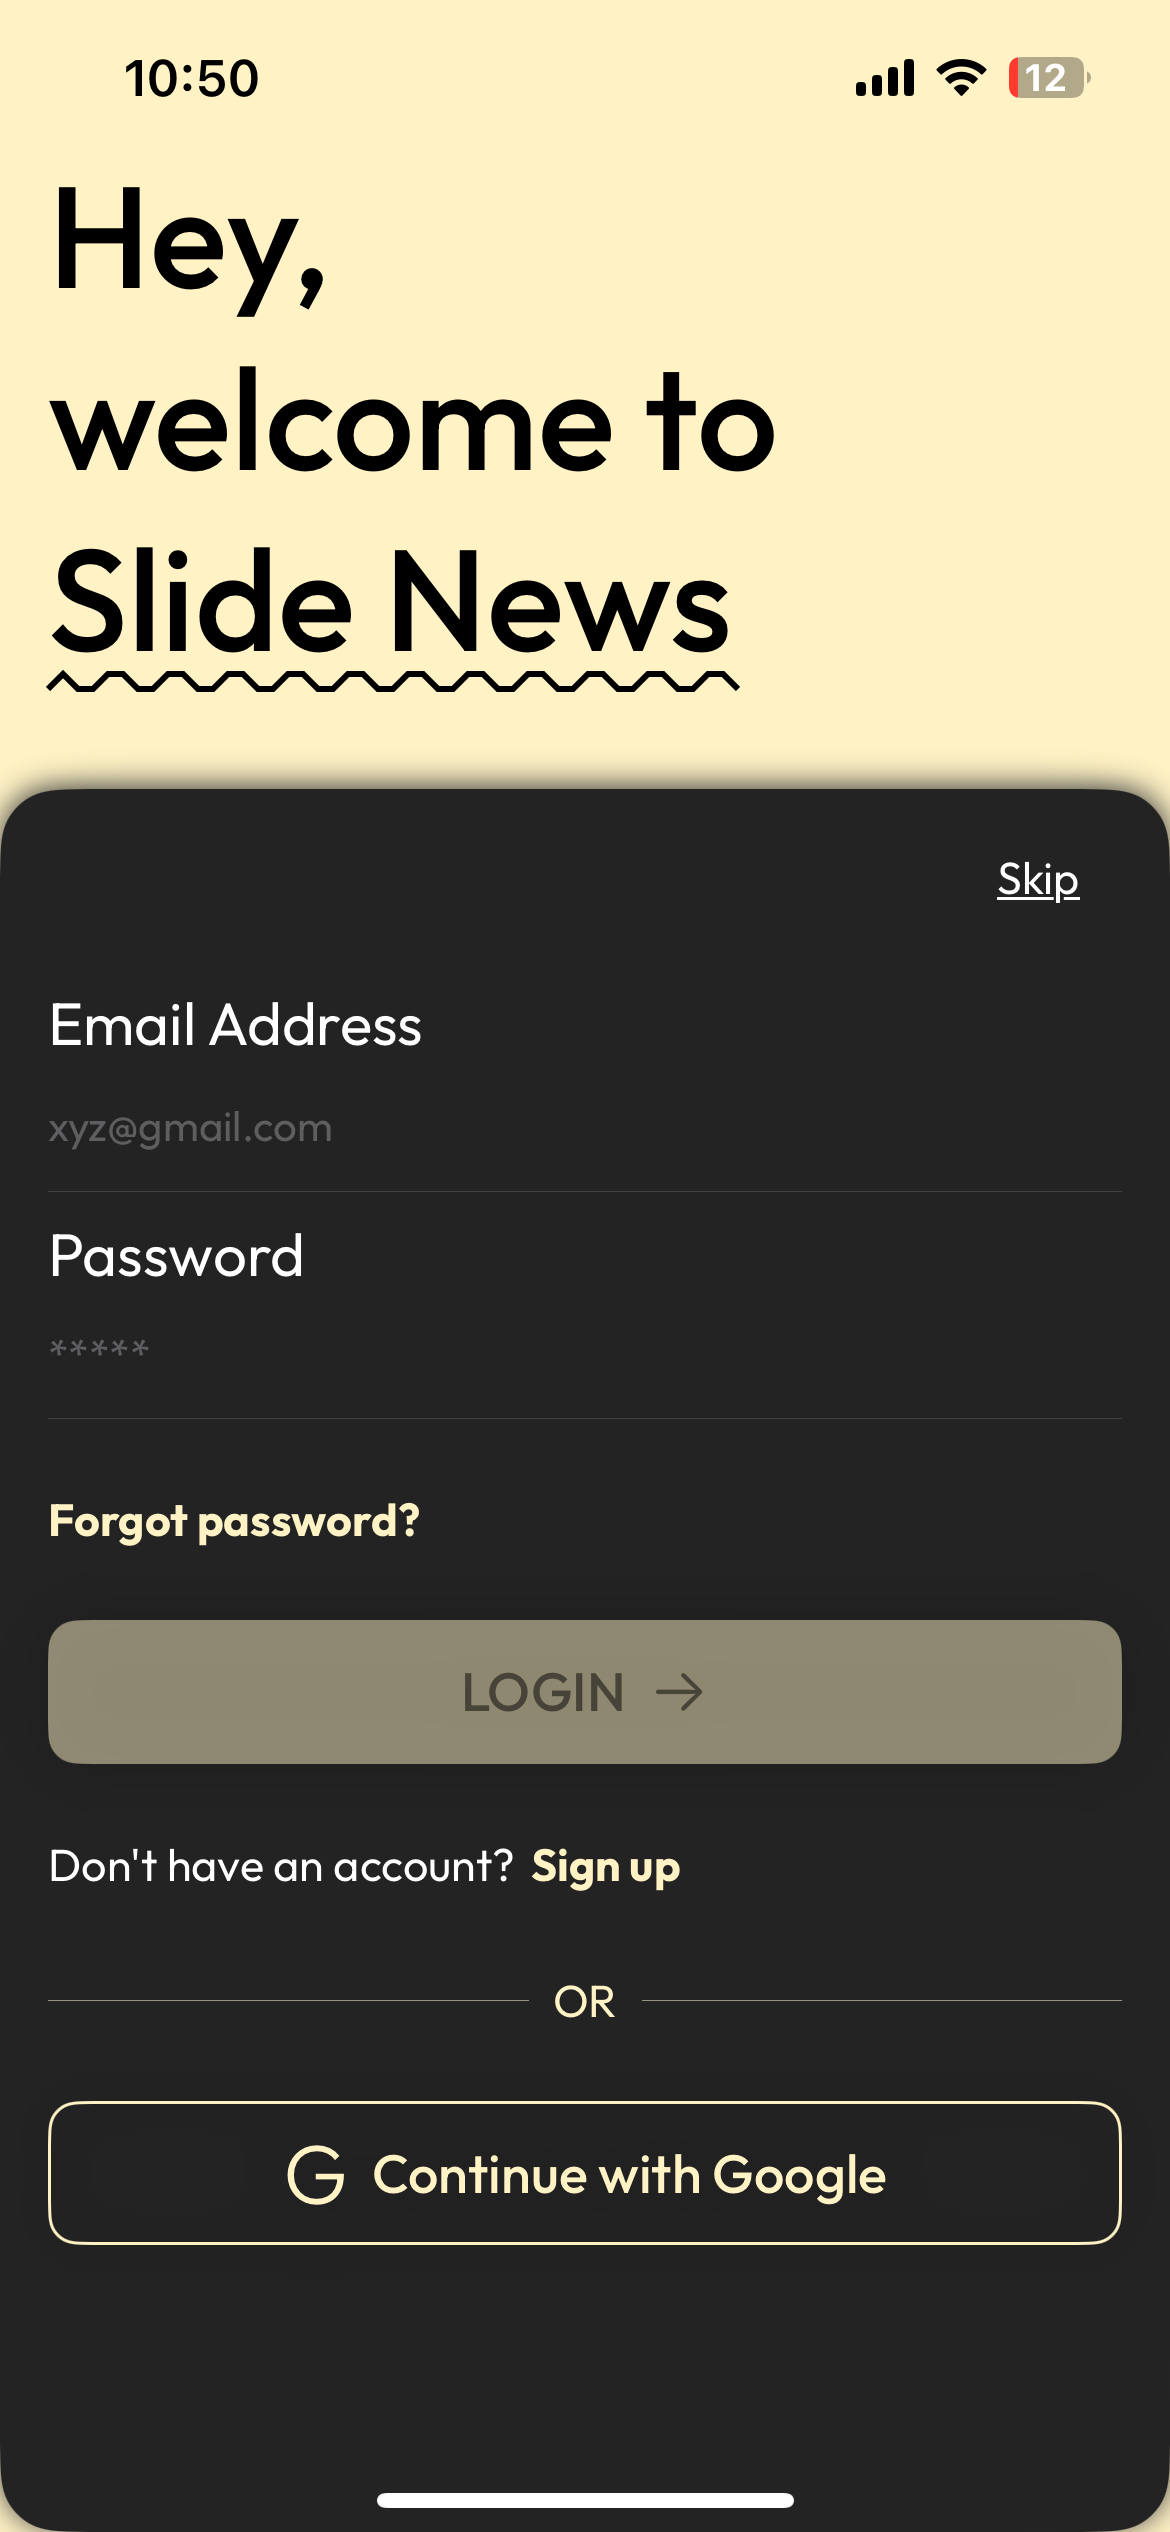 10:50 12
Hey,
welcome to
Slide News
Skip
Email Address
xyz@gmail.com
Password
*****
Forgot password?
LOGIN →
Don't have an account? Sign up
OR
G Continue with Google